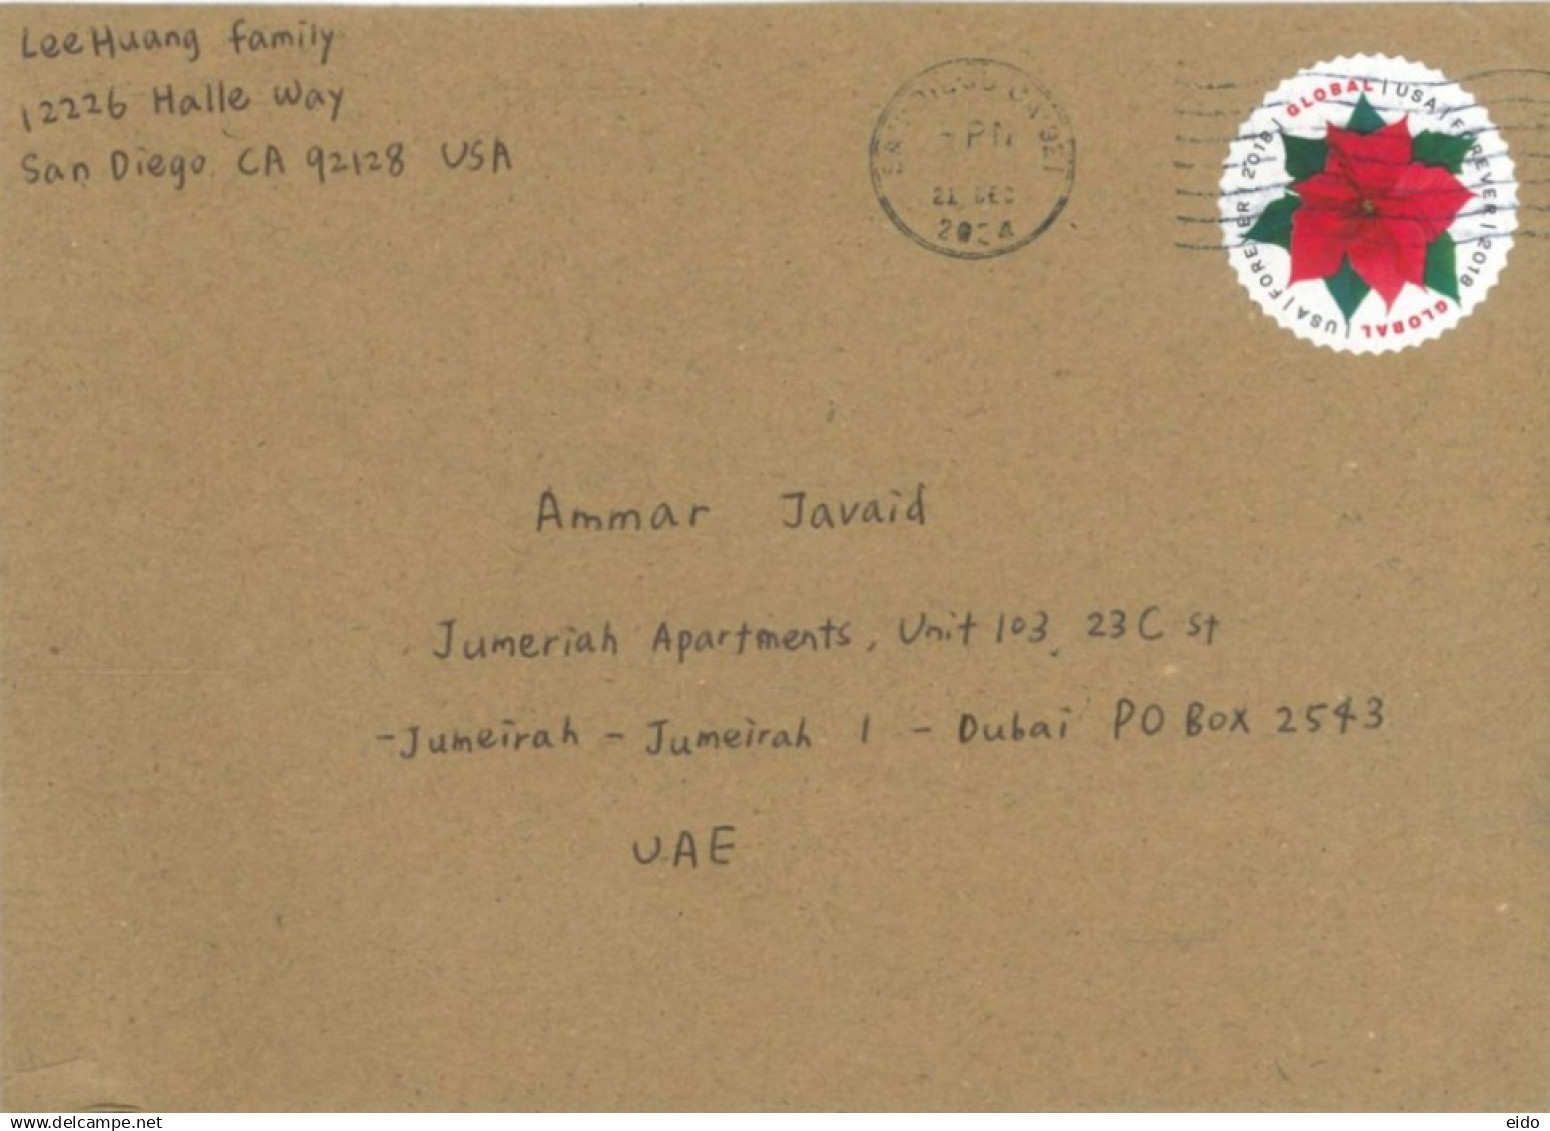 LeeHuang family
12226 Halle Way
San Diego CA 92128 USA
PM
21 DEC
GLOBAL | USA | FOREVER / 2018
GLOBAL | USA | FOREVER / 2018
Ammar Javaid
Jumeriah Apartments, Unit 103, 23C St
-Jumeirah - Jumeirah 1 - Dubai PO Box 2543
UAE
eido
delcampe.net